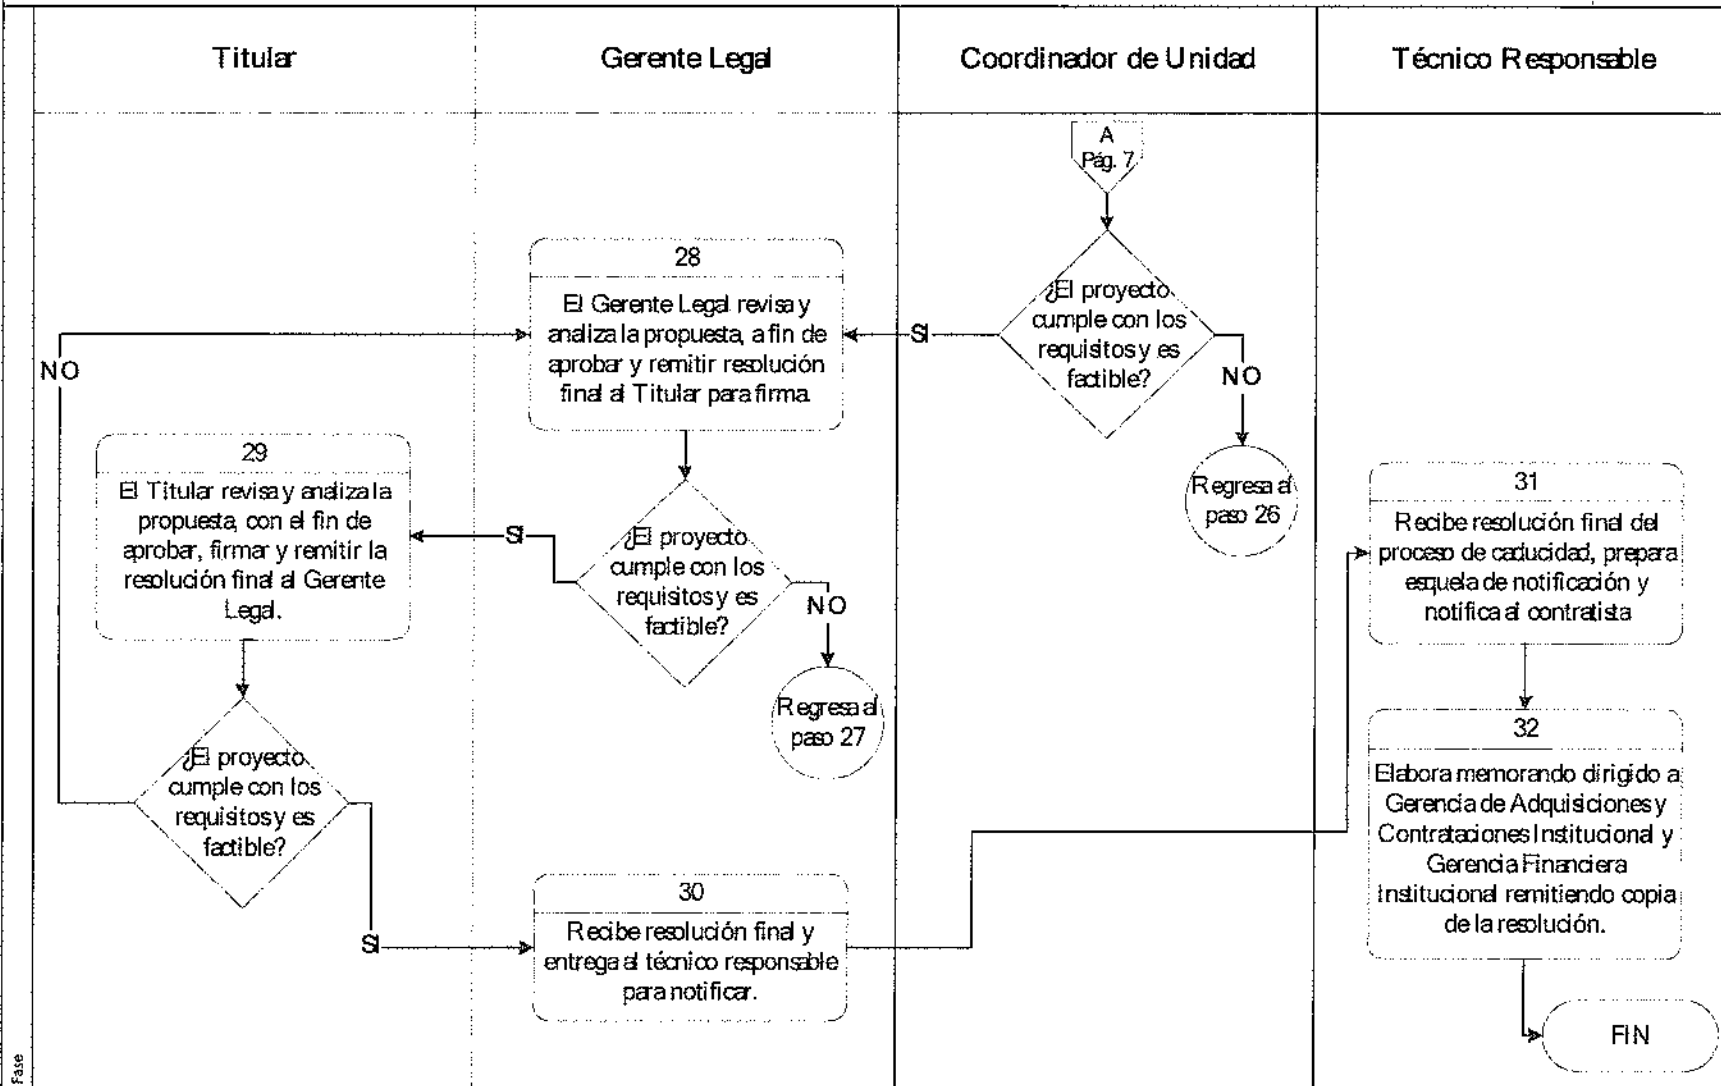 Titular
Gerente Legal
Coordinador de Unidad
Técnico Responsable
A
Pág. 7
¿El proyecto
cumple con los
requisitos y es
factible?
SI
NO
Regresa al
paso 26
28
El Gerente Legal revisa y
analiza la propuesta, a fin de
aprobar y remitir resolución
final al Titular para firma.
¿El proyecto
cumple con los
requisitos y es
factible?
SI
NO
Regresa al
paso 27
29
El Titular revisa y analiza la
propuesta, con el fin de
aprobar, firmar y remitir la
resolución final al Gerente
Legal.
¿El proyecto
cumple con los
requisitos y es
factible?
NO
SI
30
Recibe resolución final y
entrega al técnico responsable
para notificar.
31
Recibe resolución final del
proceso de caducidad, prepara
esquela de notificación y
notifica al contratista
32
Elabora memorando dirigido a
Gerencia de Adquisiciones y
Contrataciones Institucional y
Gerencia Financiera
Institucional remitiendo copia
de la resolución.
FIN
Fase